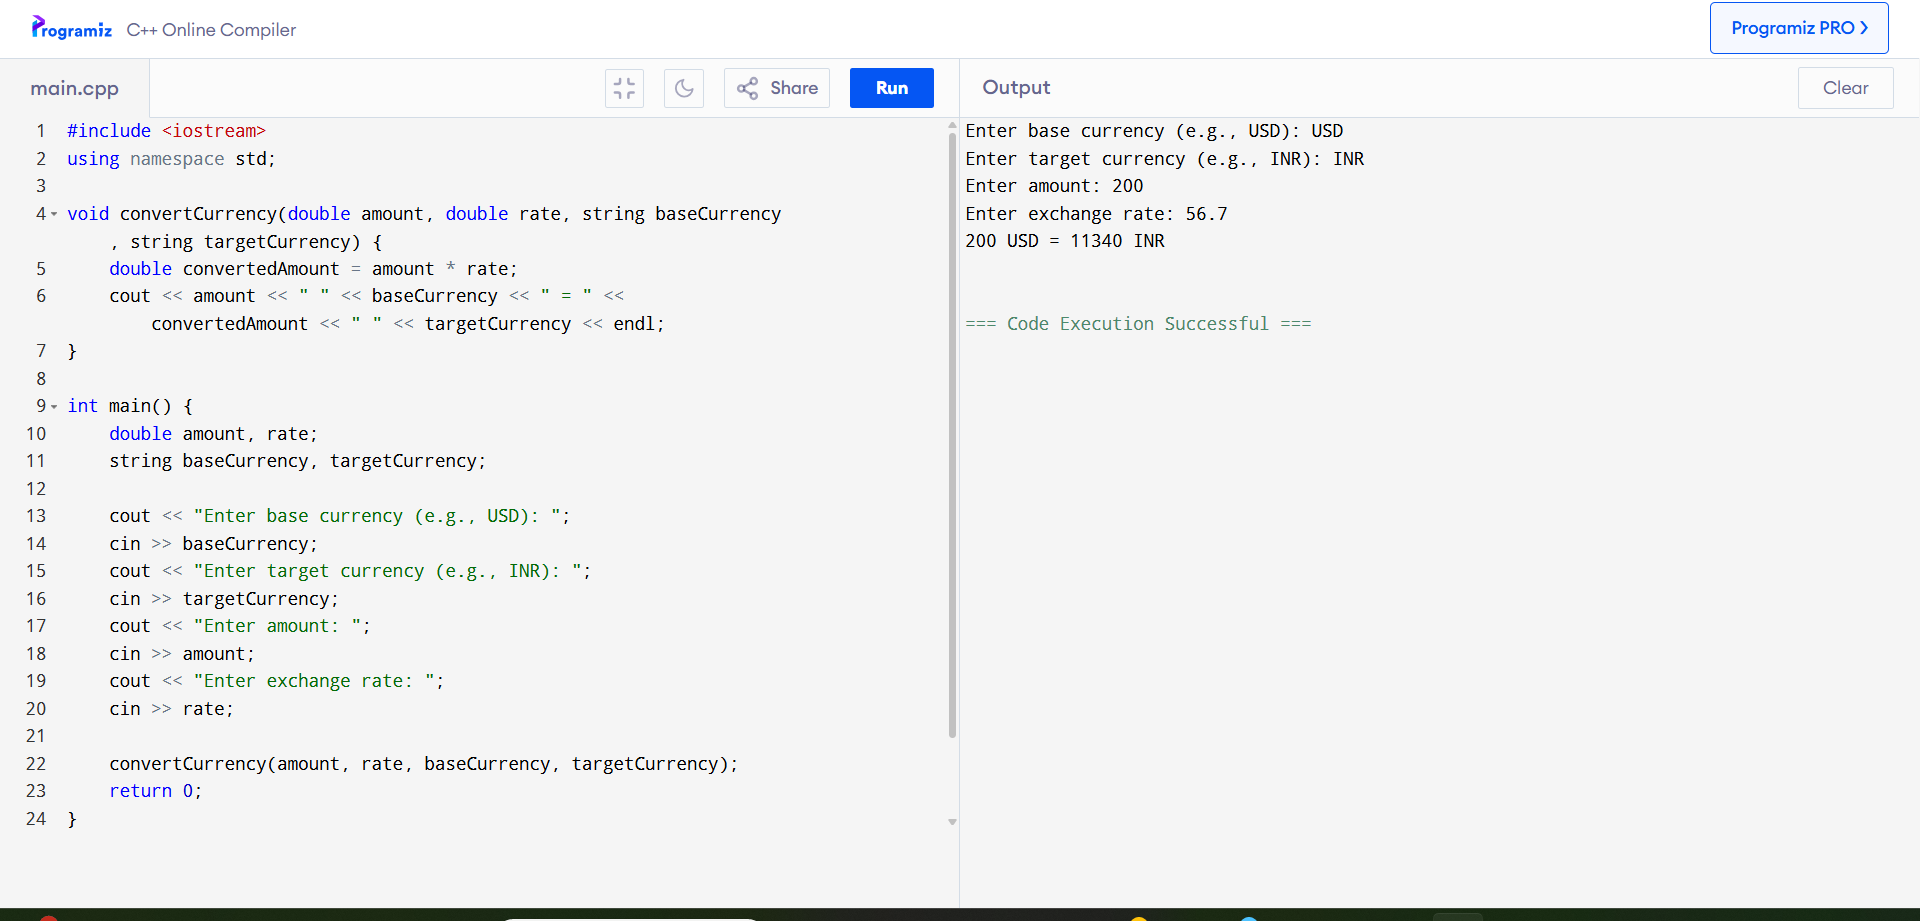 Programiz C++ Online Compiler
Programiz PRO
main.cpp
Share
Run
Output
Clear
1 #include <iostream>
2 using namespace std;
3
4 void convertCurrency(double amount, double rate, string baseCurrency
, string targetCurrency) {
5 double convertedAmount = amount * rate;
6 cout << amount << " " << baseCurrency << " = " <<
convertedAmount << " " << targetCurrency << endl;
7 }
8
9 int main() {
10 double amount, rate;
11 string baseCurrency, targetCurrency;
12
13 cout << "Enter base currency (e.g., USD): ";
14 cin >> baseCurrency;
15 cout << "Enter target currency (e.g., INR): ";
16 cin >> targetCurrency;
17 cout << "Enter amount: ";
18 cin >> amount;
19 cout << "Enter exchange rate: ";
20 cin >> rate;
21
22 convertCurrency(amount, rate, baseCurrency, targetCurrency);
23 return 0;
24 }
Enter base currency (e.g., USD): USD
Enter target currency (e.g., INR): INR
Enter amount: 200
Enter exchange rate: 56.7
200 USD = 11340 INR
=== Code Execution Successful ===